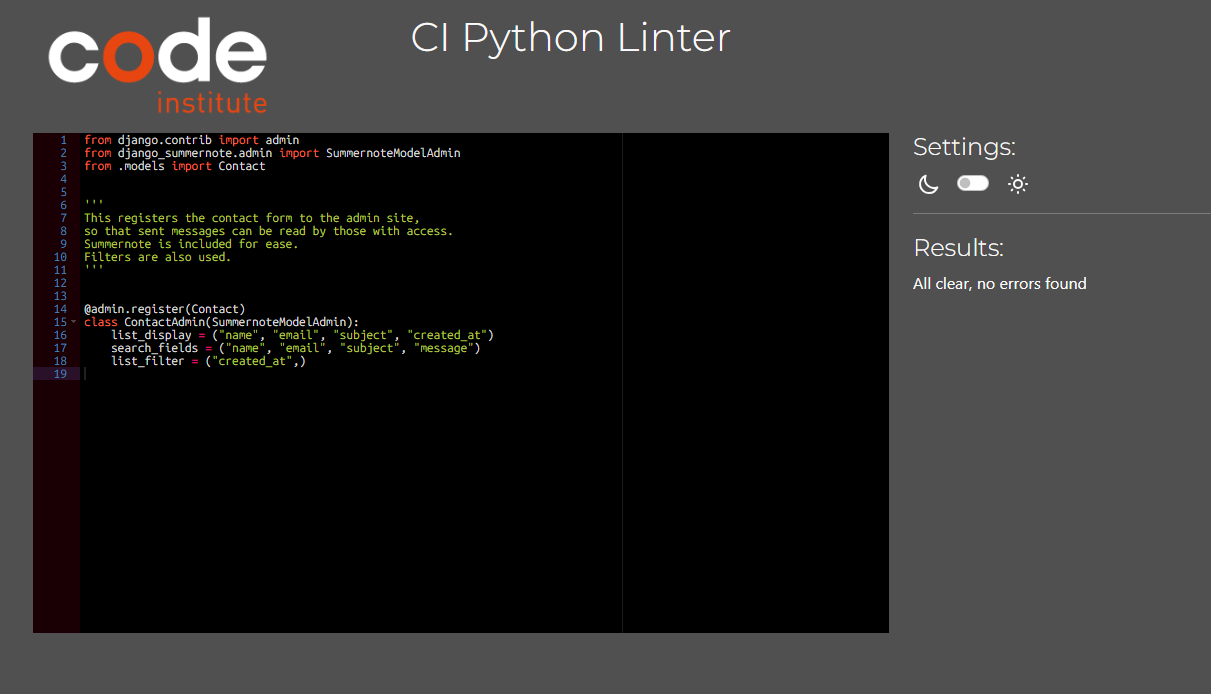 code
institute
CI Python Linter
1 from django.contrib import admin
2 from django_summernote.admin import SummernoteModelAdmin
3 from .models import Contact
4
5
6 '''
7 This registers the contact form to the admin site,
8 so that sent messages can be read by those with access.
9 Summernote is included for ease.
10 Filters are also used.
11 '''
12
13
14 @admin.register(Contact)
15 class ContactAdmin(SummernoteModelAdmin):
16     list_display = ("name", "email", "subject", "created_at")
17     search_fields = ("name", "email", "subject", "message")
18     list_filter = ("created_at",)
19
Settings:
Results:
All clear, no errors found